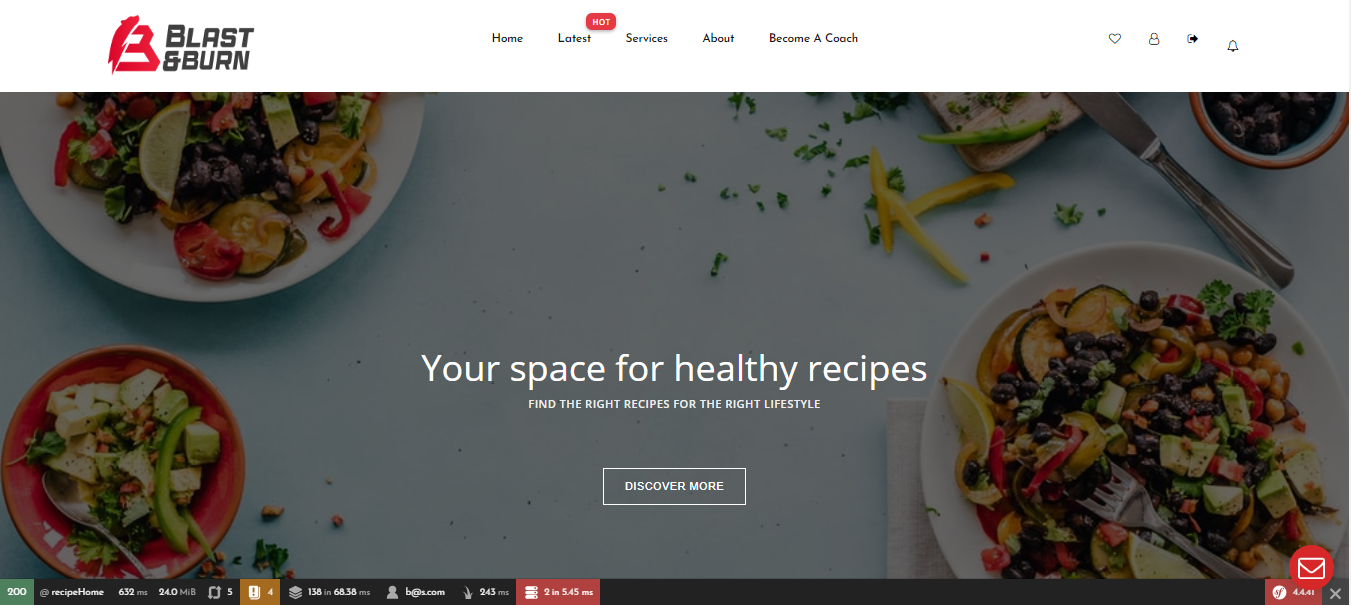 BLAST
&BURN
HOT
Home Latest Services About Become A Coach
Your space for healthy recipes
FIND THE RIGHT RECIPES FOR THE RIGHT LIFESTYLE
DISCOVER MORE
200 @ recipeHome 632 ms 24.0 MiB 5 4 138 in 68.38 ms b@s.com 243 ms 2 in 5.45 ms sf 4.4.41